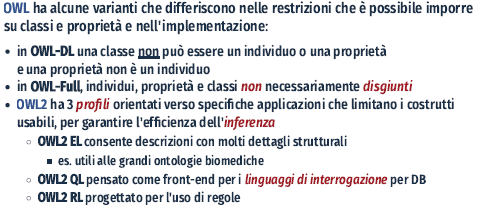 OWL ha alcune varianti che differiscono nelle restrizioni che è possibile imporre
su classi e proprietà e nell'implementazione:
• in OWL-DL una classe non può essere un individuo o una proprietà
e una proprietà non è un individuo
• in OWL-Full, individui, proprietà e classi non necessariamente disgiunti
• OWL2 ha 3 profili orientati verso specifiche applicazioni che limitano i costrutti
usabili, per garantire l'efficienza dell'inferenza
◦ OWL2 EL consente descrizioni con molti dettagli strutturali
▪ es. utili alle grandi ontologie biomediche
◦ OWL2 QL pensato come front-end per i linguaggi di interrogazione per DB
◦ OWL2 RL progettato per l'uso di regole